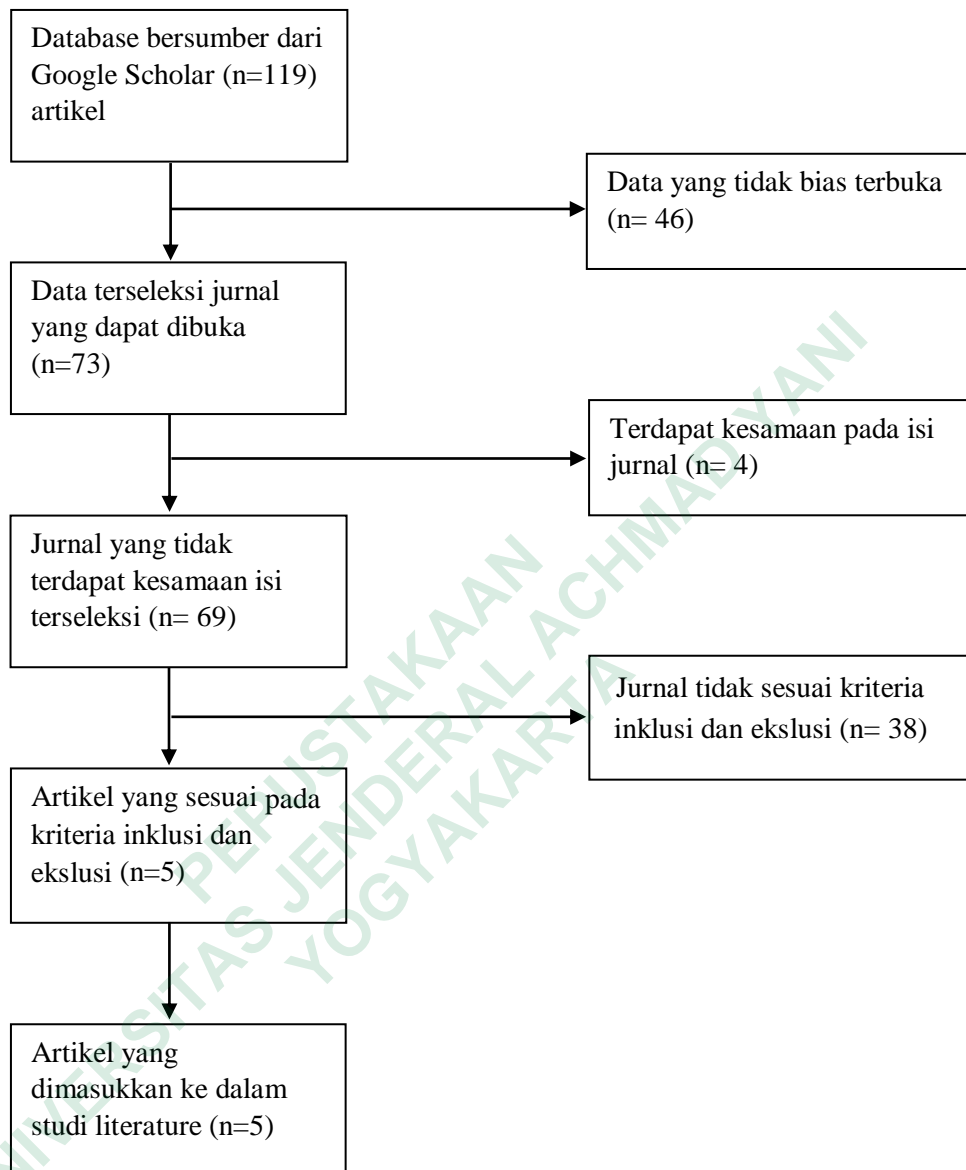 Database bersumber dari
Google Scholar (n=119)
artikel
Data yang tidak bias terbuka
(n= 46)
Data terseleksi jurnal
yang dapat dibuka
(n=73)
Terdapat kesamaan pada isi
jurnal (n= 4)
Jurnal yang tidak
terdapat kesamaan isi
terseleksi (n= 69)
Jurnal tidak sesuai kriteria
inklusi dan ekslusi (n= 38)
Artikel yang sesuai pada
kriteria inklusi dan
ekslusi (n=5)
Artikel yang
dimasukkan ke dalam
studi literature (n=5)
PEPUSTAKAAN
UNIVERSITAS JENDERAL ACHMAD YANI
YOGYAKARTA